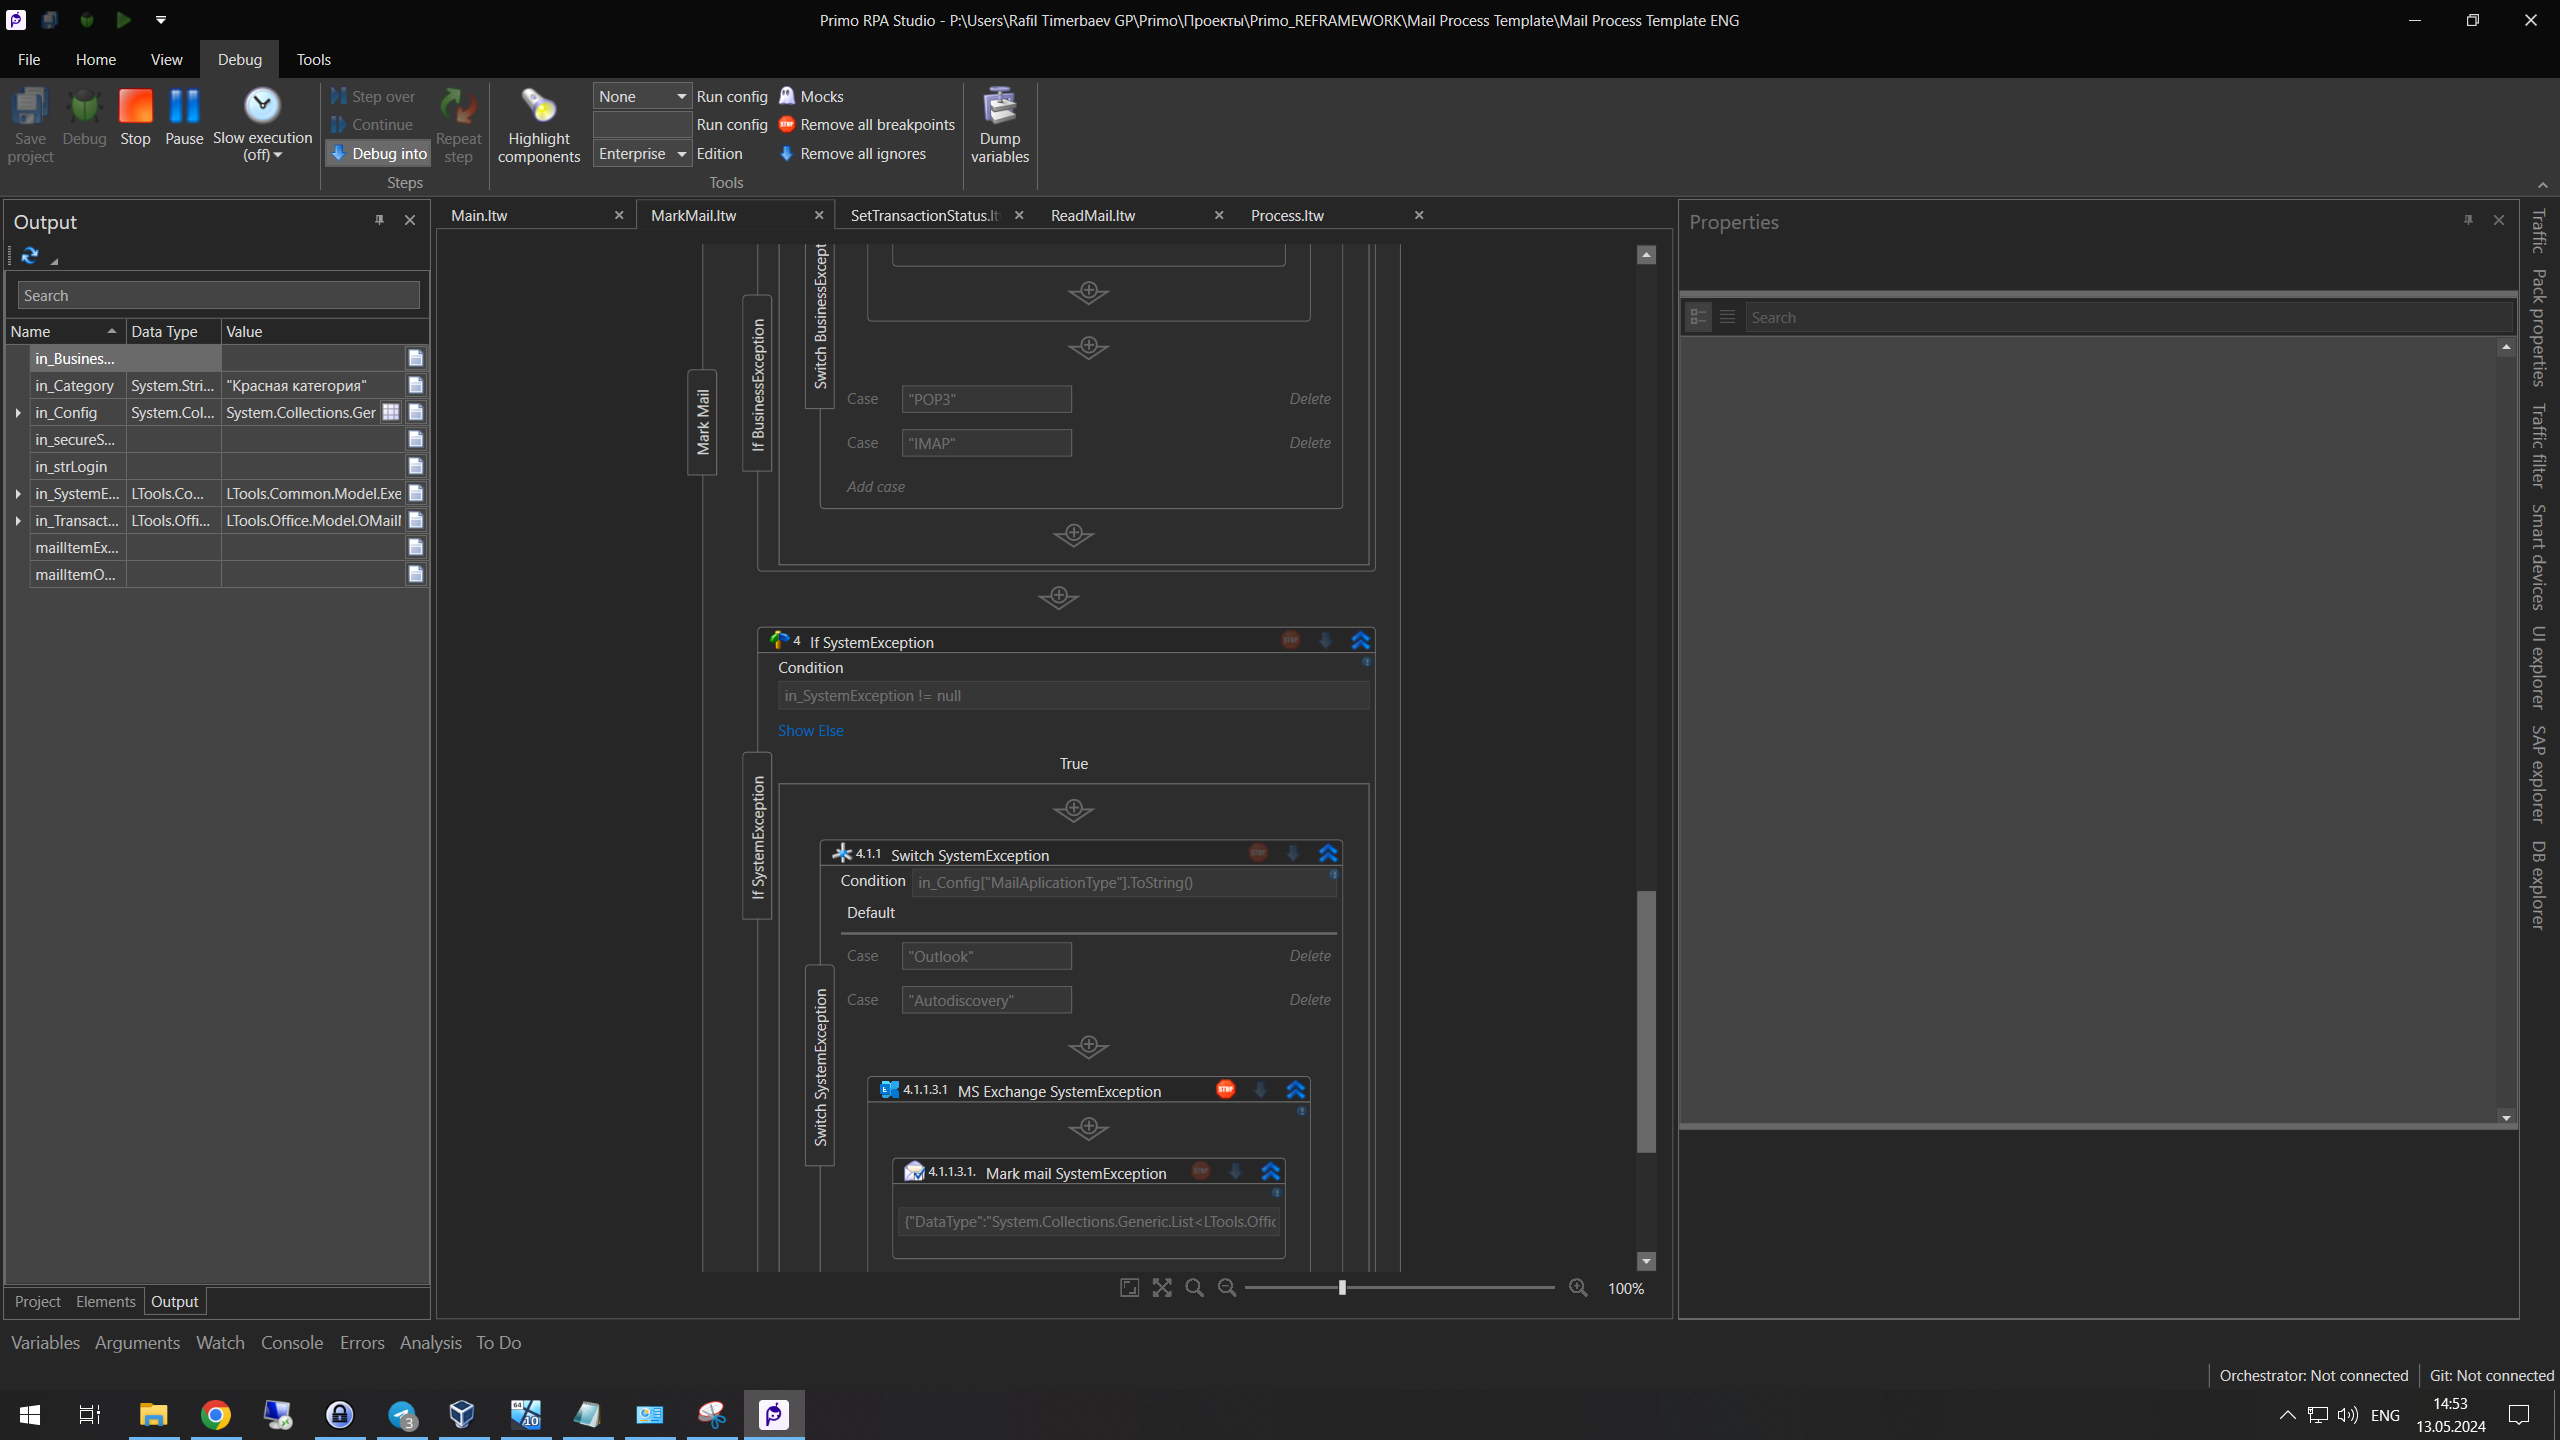 Primo RPA Studio - P:\Users\Rafil Timerbaev GP\Primo\Проекты\Primo_REFRAMEWORK\Mail Process Template\Mail Process Template ENG
File
Home
View
Debug
Tools
Save project
Debug
Stop
Pause
Slow execution (off)
Step over
Continue
Debug into
Repeat step
Steps
Highlight components
None
Run config
Run config
Enterprise
Edition
Mocks
Remove all breakpoints
Remove all ignores
Tools
Dump variables
Output
Search
Name Data Type Value
in_Busines...
in_Category System.Stri... "Красная категория"
in_Config System.Col... System.Collections.Ger
in_secureS...
in_strLogin
in_SystemE... LTools.Co... LTools.Common.Model.Exe
in_Transact... LTools.Offi... LTools.Office.Model.OMail
mailItemEx...
mailItemO...
Project
Elements
Output
Main.ltw
MarkMail.ltw
SetTransactionStatus.lt
ReadMail.ltw
Process.ltw
Mark Mail
If BusinessException
Switch BusinessExcept
Case "POP3" Delete
Case "IMAP" Delete
Add case
4 If SystemException
Condition
in_SystemException != null
Show Else
True
If SystemException
4.1.1 Switch SystemException
Condition in_Config["MailAplicationType"].ToString()
Default
Case "Outlook" Delete
Case "Autodiscovery" Delete
Switch SystemException
4.1.1.3.1 MS Exchange SystemException
4.1.1.3.1. Mark mail SystemException
{"DataType":"System.Collections.Generic.List<LTools.Offic
100%
Properties
Search
Traffic
Pack properties
Traffic filter
Smart devices
UI explorer
SAP explorer
DB explorer
Variables
Arguments
Watch
Console
Errors
Analysis
To Do
Orchestrator: Not connected
Git: Not connected
3
64
10
ENG
14:53
13.05.2024